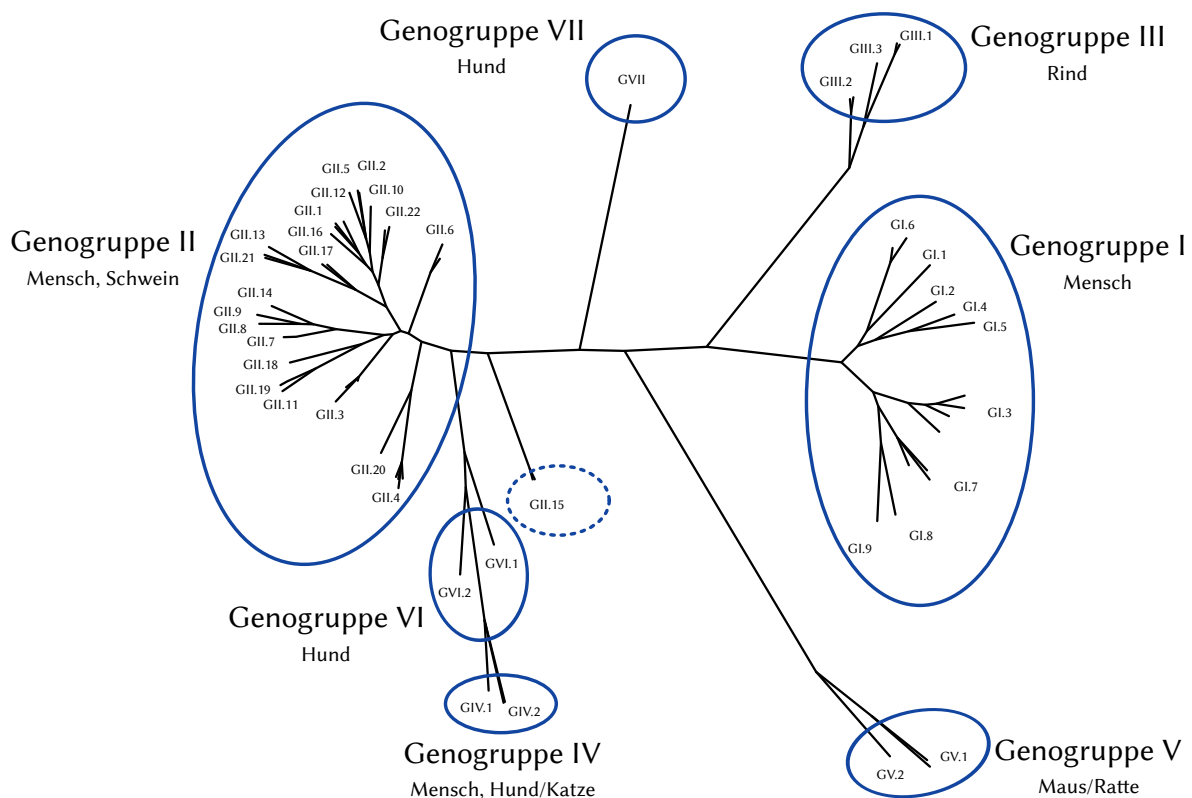 Genogruppe VII
Hund
GVII
Genogruppe III
Rind
GIII.1
GIII.3
GIII.2
Genogruppe II
Mensch, Schwein
GII.5
GII.2
GII.12
GII.10
GII.1
GII.22
GII.16
GII.6
GII.13
GII.17
GII.21
GII.14
GII.9
GII.8
GII.7
GII.18
GII.19
GII.11
GII.3
GII.20
GII.4
GII.15
Genogruppe I
Mensch
GI.6
GI.1
GI.2
GI.4
GI.5
GI.3
GI.7
GI.8
GI.9
Genogruppe VI
Hund
GVI.1
GVI.2
GIV.1
GIV.2
Genogruppe IV
Mensch, Hund/Katze
Genogruppe V
Maus/Ratte
GV.1
GV.2